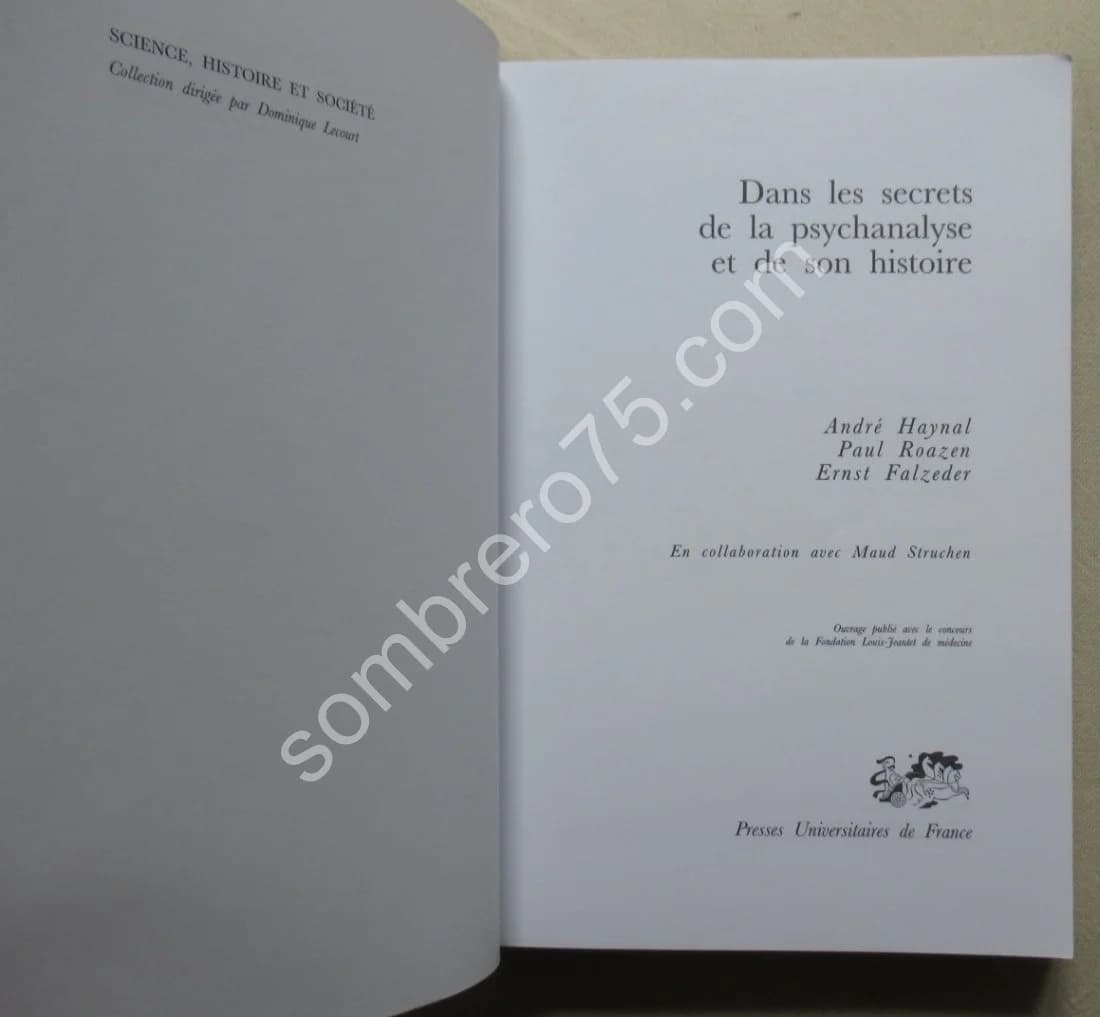 SCIENCE, HISTOIRE ET SOCIÉTÉ
Collection dirigée par Dominique Lecourt
Dans les secrets
de la psychanalyse
et de son histoire
André Haynal
Paul Roazen
Ernst Falzeder
En collaboration avec Maud Struchen
Ouvrage publié avec le concours
de la Fondation Louis-Jeantet de médecine
Presses Universitaires de France
sombrero75.com